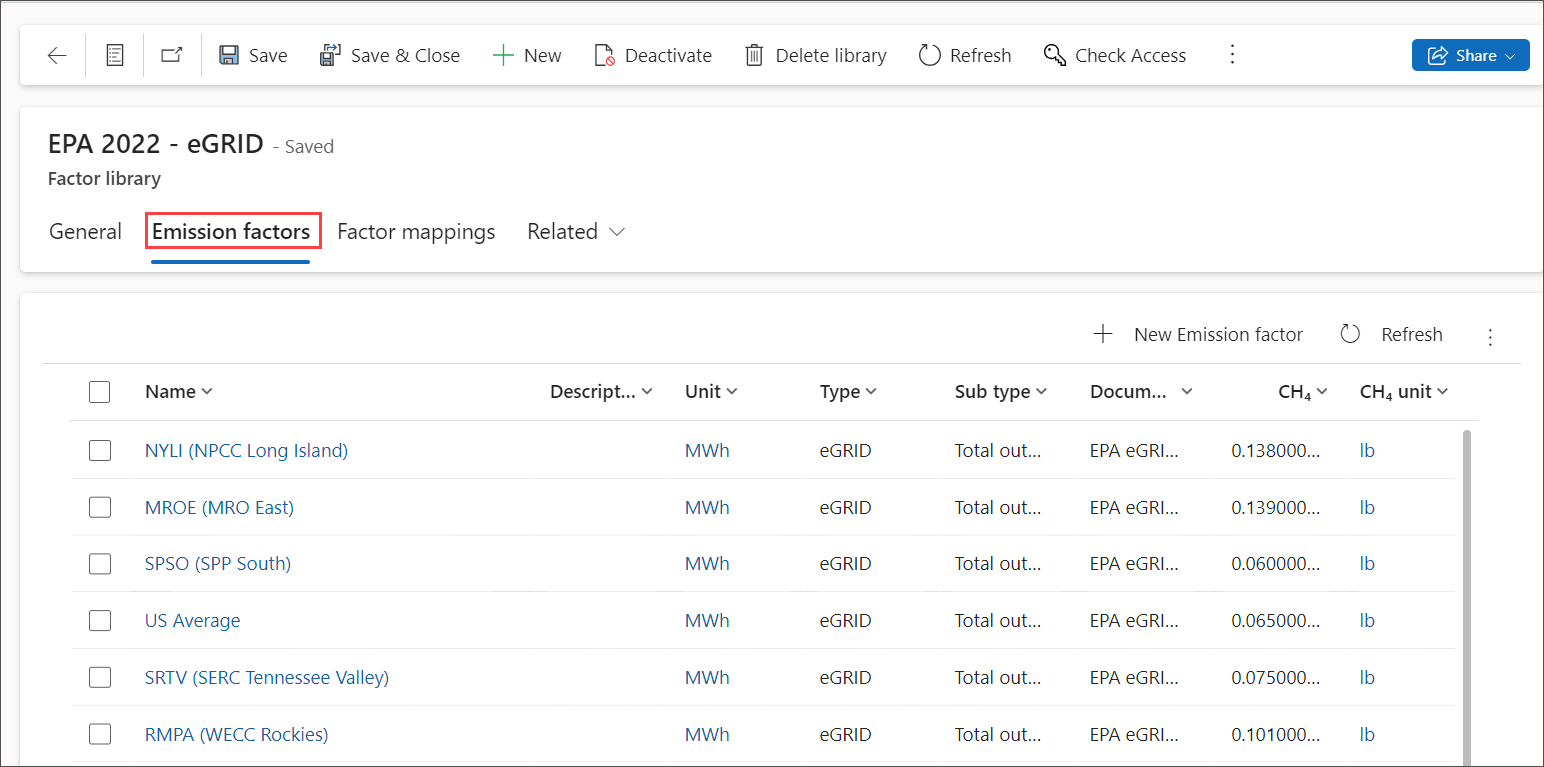 Save Save & Close New Deactivate Delete library Refresh Check Access Share
EPA 2022 - eGRID - Saved
Factor library
General Emission factors Factor mappings Related
New Emission factor Refresh
Name Descript... Unit Type Sub type Docum... CH₄ CH₄ unit
NYLI (NPCC Long Island) MWh eGRID Total out... EPA eGRI... 0.138000... lb
MROE (MRO East) MWh eGRID Total out... EPA eGRI... 0.139000... lb
SPSO (SPP South) MWh eGRID Total out... EPA eGRI... 0.060000... lb
US Average MWh eGRID Total out... EPA eGRI... 0.065000... lb
SRTV (SERC Tennessee Valley) MWh eGRID Total out... EPA eGRI... 0.075000... lb
RMPA (WECC Rockies) MWh eGRID Total out... EPA eGRI... 0.101000... lb